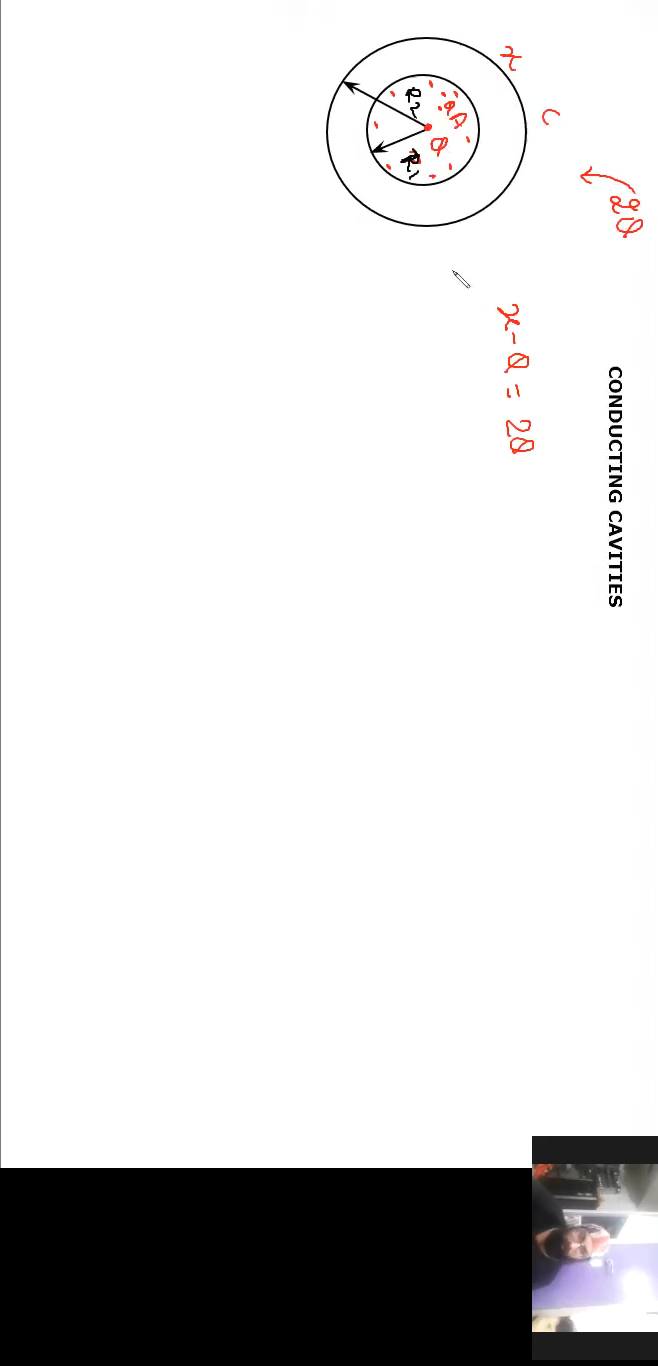 CONDUCTING CAVITIES
2Q
C
x
A
Q
R₂
R₁
x - Q = 2Q